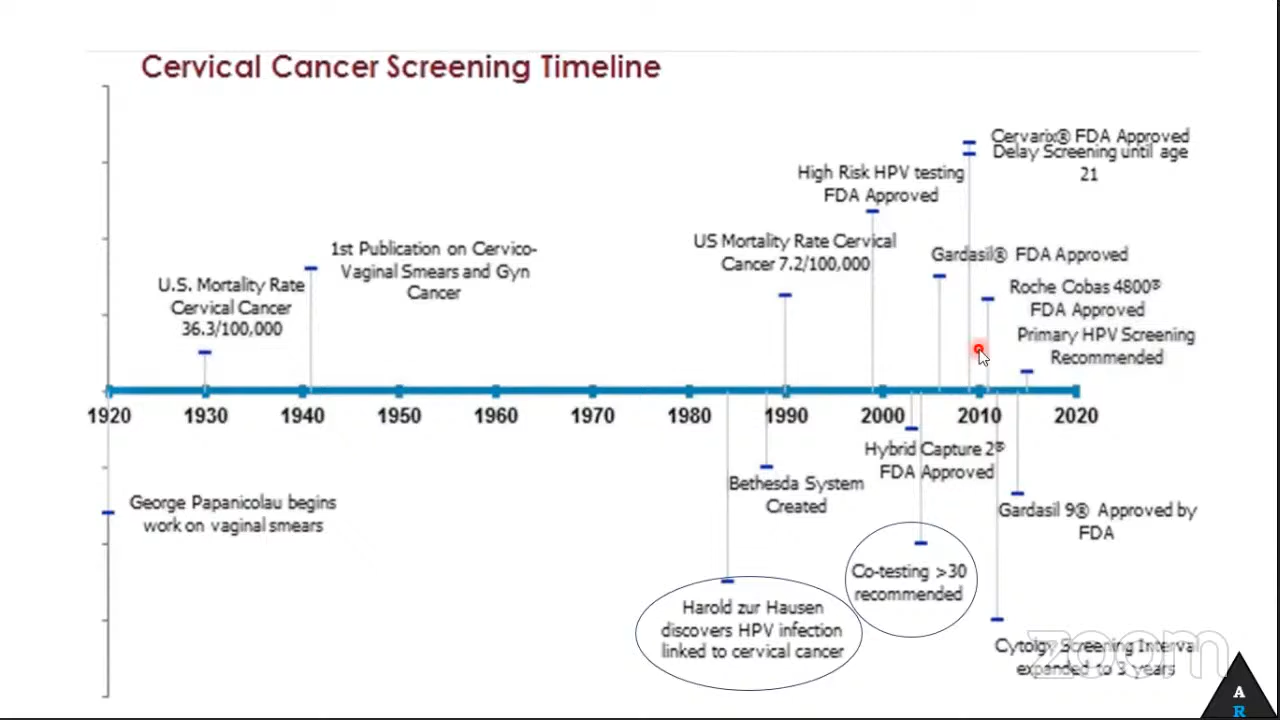 Cervical Cancer Screening Timeline
Cervarix® FDA Approved
Delay Screening until age
21
High Risk HPV testing
FDA Approved
1st Publication on Cervico-
Vaginal Smears and Gyn
Cancer
US Mortality Rate Cervical
Cancer 7.2/100,000
Gardasil® FDA Approved
U.S. Mortality Rate
Cervical Cancer
36.3/100,000
Roche Cobas 4800®
FDA Approved
Primary HPV Screening
Recommended
1920 1930 1940 1950 1960 1970 1980 1990 2000 2010 2020
Hybrid Capture 2®
FDA Approved
Bethesda System
Created
George Papanicolau begins
work on vaginal smears
Gardasil 9® Approved by
FDA
Co-testing >30
recommended
Harold zur Hausen
discovers HPV infection
linked to cervical cancer
Cytolgy Screening Interval
expanded to 3 years
zoom
A
R